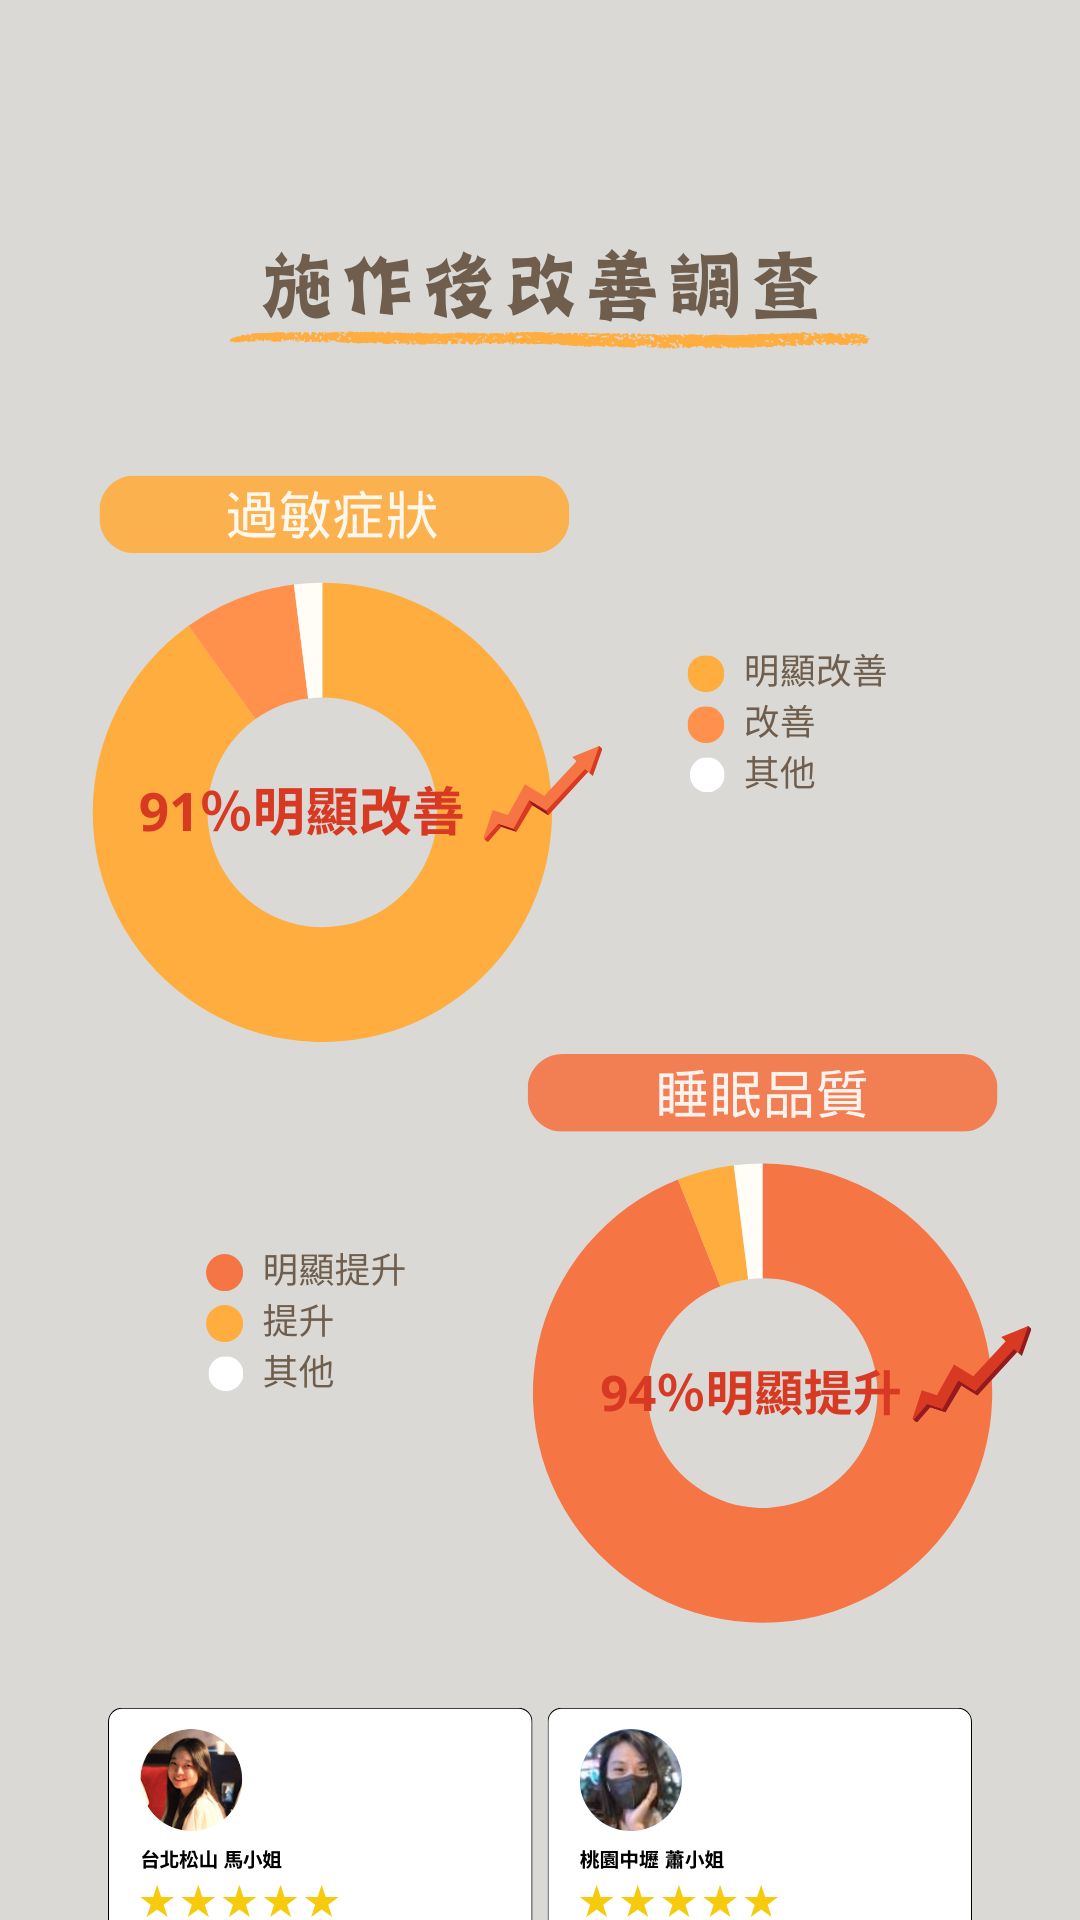 施作後改善調查
過敏症狀
明顯改善
改善
其他
91%明顯改善
睡眠品質
明顯提升
提升
其他
94%明顯提升
台北松山 馬小姐
桃園中壢 蕭小姐